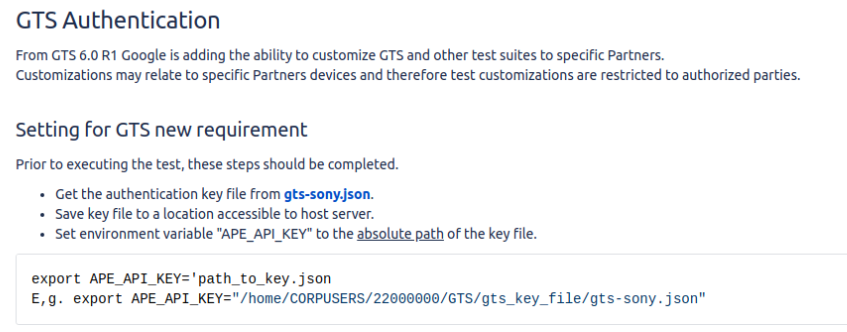 GTS Authentication
From GTS 6.0 R1 Google is adding the ability to customize GTS and other test suites to specific Partners.
Customizations may relate to specific Partners devices and therefore test customizations are restricted to authorized parties.
Setting for GTS new requirement
Prior to executing the test, these steps should be completed.
• Get the authentication key file from gts-sony.json.
• Save key file to a location accessible to host server.
• Set environment variable "APE_API_KEY" to the absolute path of the key file.
export APE_API_KEY='path_to_key.json
E,g. export APE_API_KEY="/home/CORPUSERS/22000000/GTS/gts_key_file/gts-sony.json"